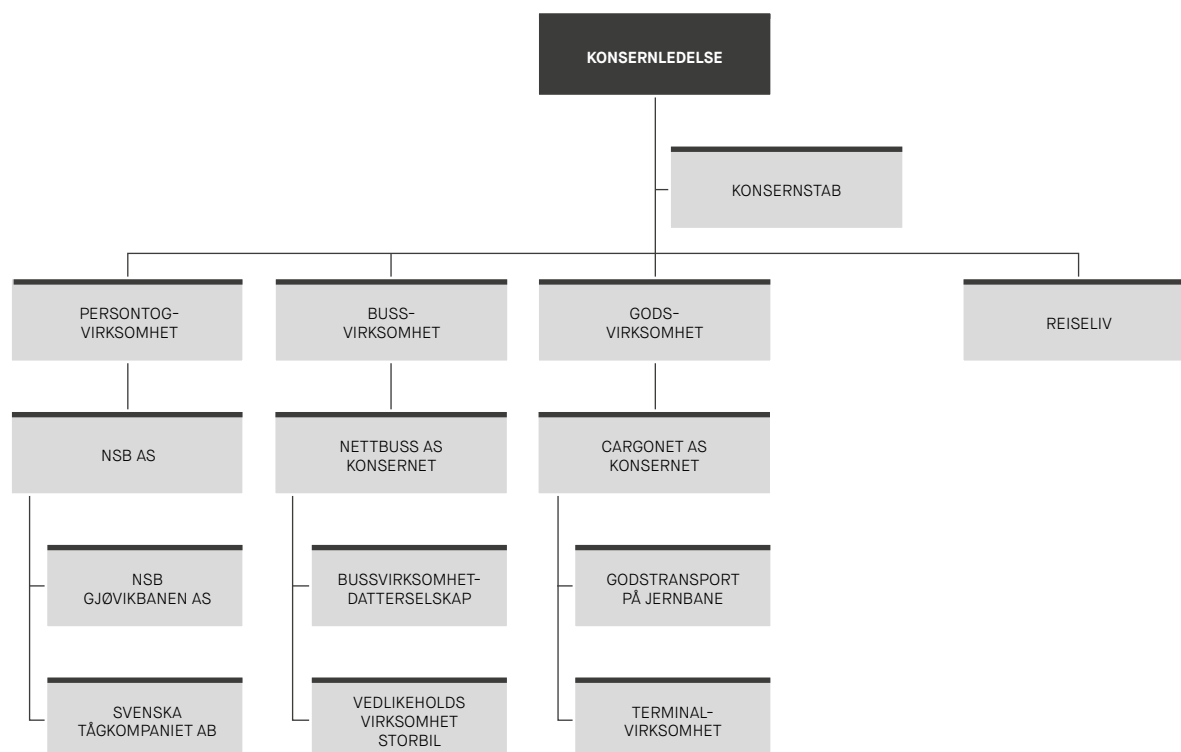 KONSERNLEDELSE
KONSERNSTAB
PERSONTOG-
VIRKSOMHET
BUSS-
VIRKSOMHET
GODS-
VIRKSOMHET
REISELIV
NSB AS
NETTBUSS AS
KONSERNET
CARGONET AS
KONSERNET
NSB
GJØVIKBANEN AS
BUSSVIRKSOMHET-
DATTERSELSKAP
GODSTRANSPORT
PÅ JERNBANE
SVENSKA
TÅGKOMPANIET AB
VEDLIKEHOLDS
VIRKSOMHET
STORBIL
TERMINAL-
VIRKSOMHET